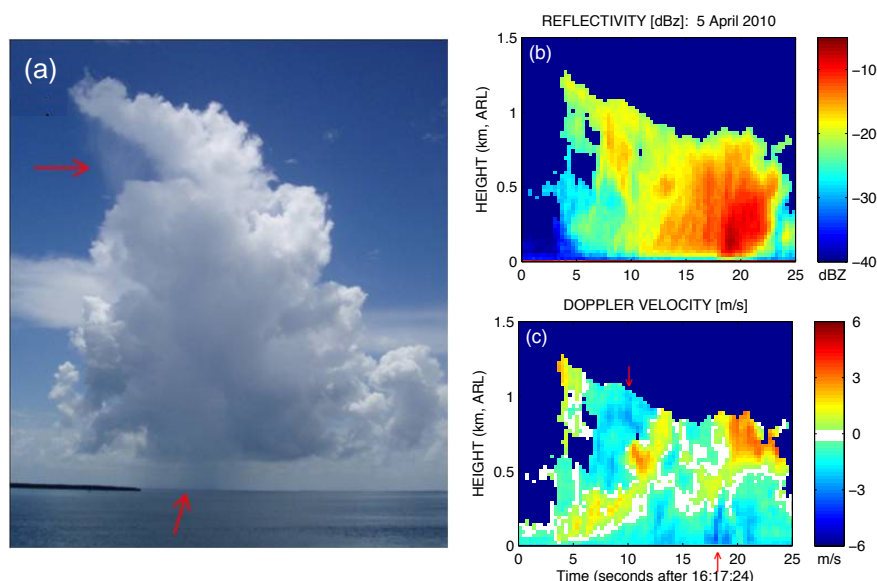 (a)
REFLECTIVITY [dBz]: 5 April 2010
(b)
HEIGHT (km, ARL)
1.5
1
0.5
0
0 5 10 15 20 25
−10
−20
−30
−40
dBZ
DOPPLER VELOCITY [m/s]
(c)
HEIGHT (km, ARL)
1.5
1
0.5
0
0 5 10 15 20 25
Time (seconds after 16:17:24)
6
3
0
−3
−6
m/s